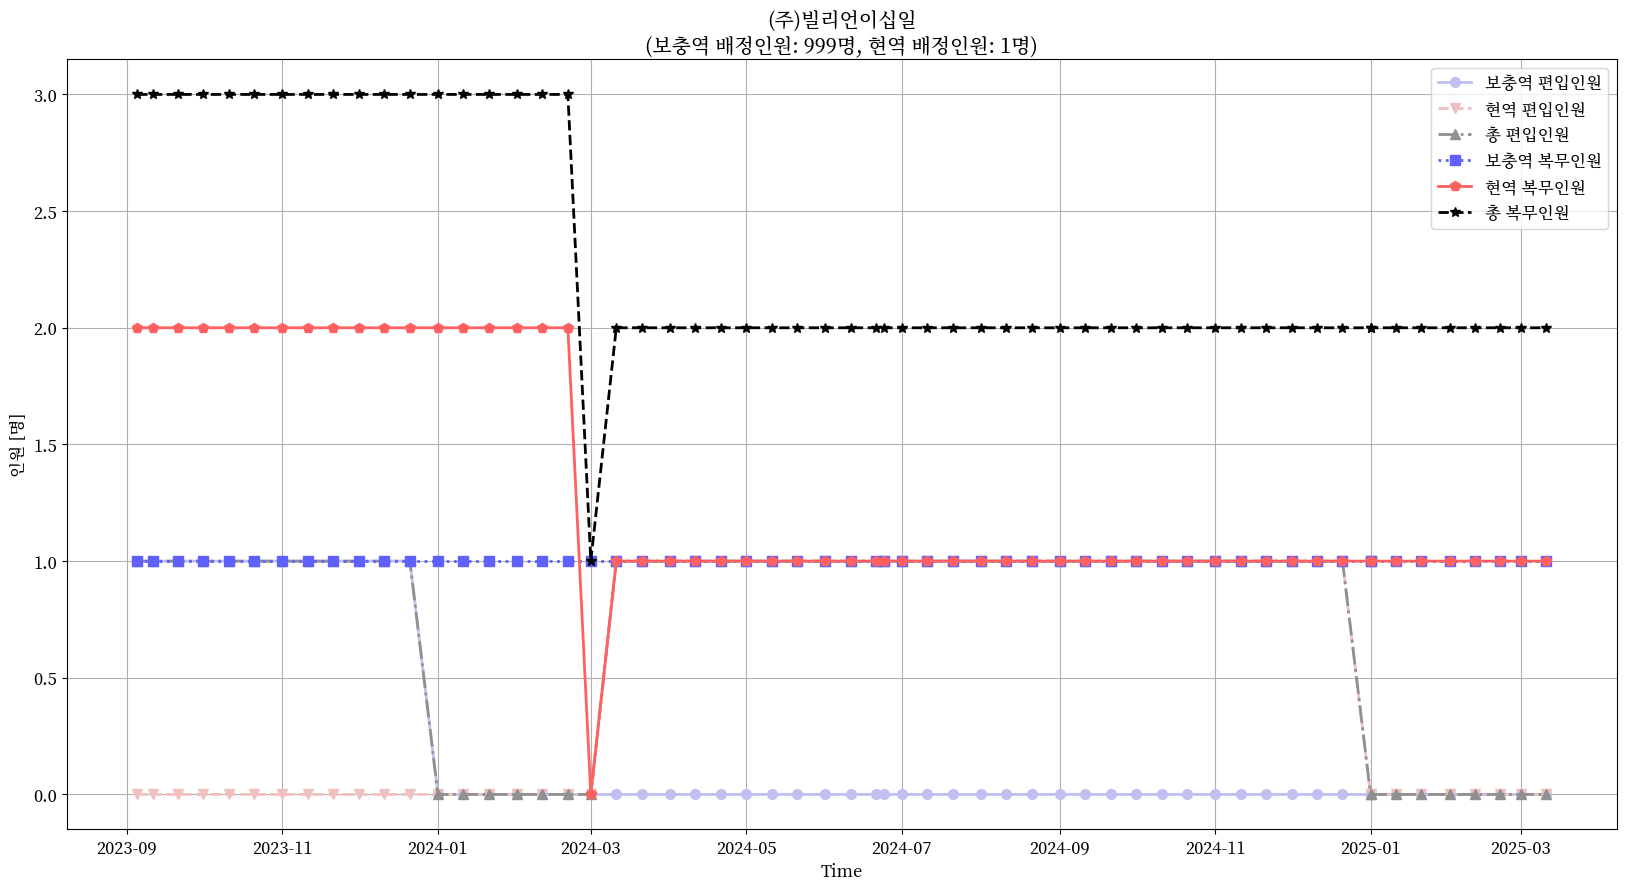 (주)빌리언이십일
(보충역 배정인원: 999명, 현역 배정인원: 1명)
보충역 편입인원
현역 편입인원
총 편입인원
보충역 복무인원
현역 복무인원
총 복무인원
인원 [명]
3.0
2.5
2.0
1.5
1.0
0.5
0.0
2023-09 2023-11 2024-01 2024-03 2024-05 2024-07 2024-09 2024-11 2025-01 2025-03
Time